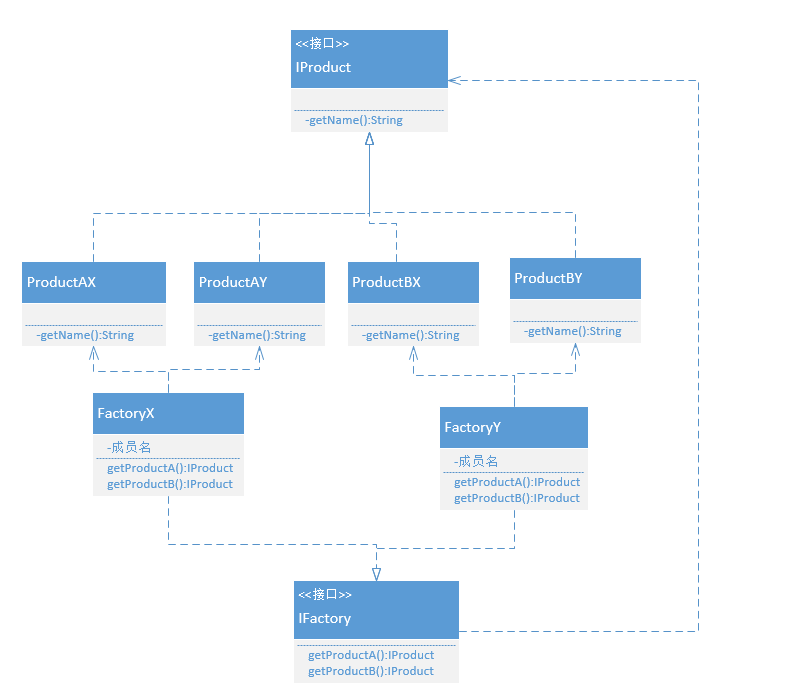 <<接口>>
IProduct
-getName():String
ProductAX
-getName():String
ProductAY
-getName():String
ProductBX
-getName():String
ProductBY
-getName():String
FactoryX
-成员名
getProductA():IProduct
getProductB():IProduct
FactoryY
-成员名
getProductA():IProduct
getProductB():IProduct
<<接口>>
IFactory
getProductA():IProduct
getProductB():IProduct